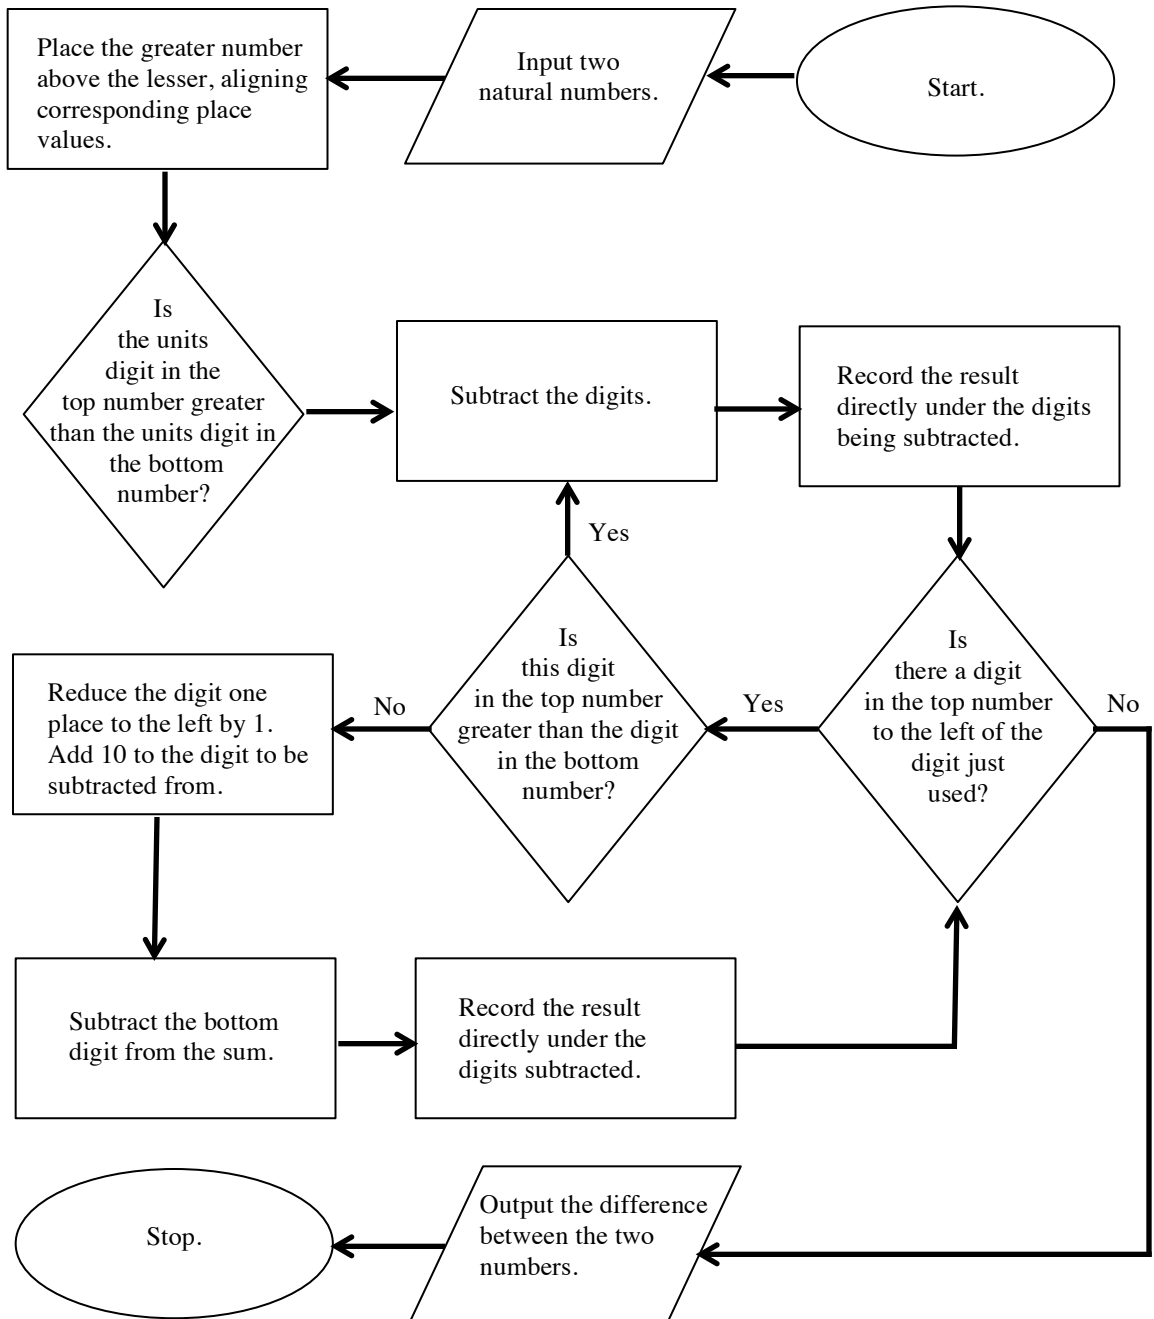 Start.
Input two
natural numbers.
Place the greater number
above the lesser, aligning
corresponding place
values.
Is
the units
digit in the
top number greater
than the units digit in
the bottom
number?
Subtract the digits.
Record the result
directly under the digits
being subtracted.
Is
there a digit
in the top number
to the left of the
digit just
used?
No
Yes
Is
this digit
in the top number
greater than the digit
in the bottom
number?
Yes
No
Reduce the digit one
place to the left by 1.
Add 10 to the digit to be
subtracted from.
Subtract the bottom
digit from the sum.
Record the result
directly under the
digits subtracted.
Output the difference
between the two
numbers.
Stop.